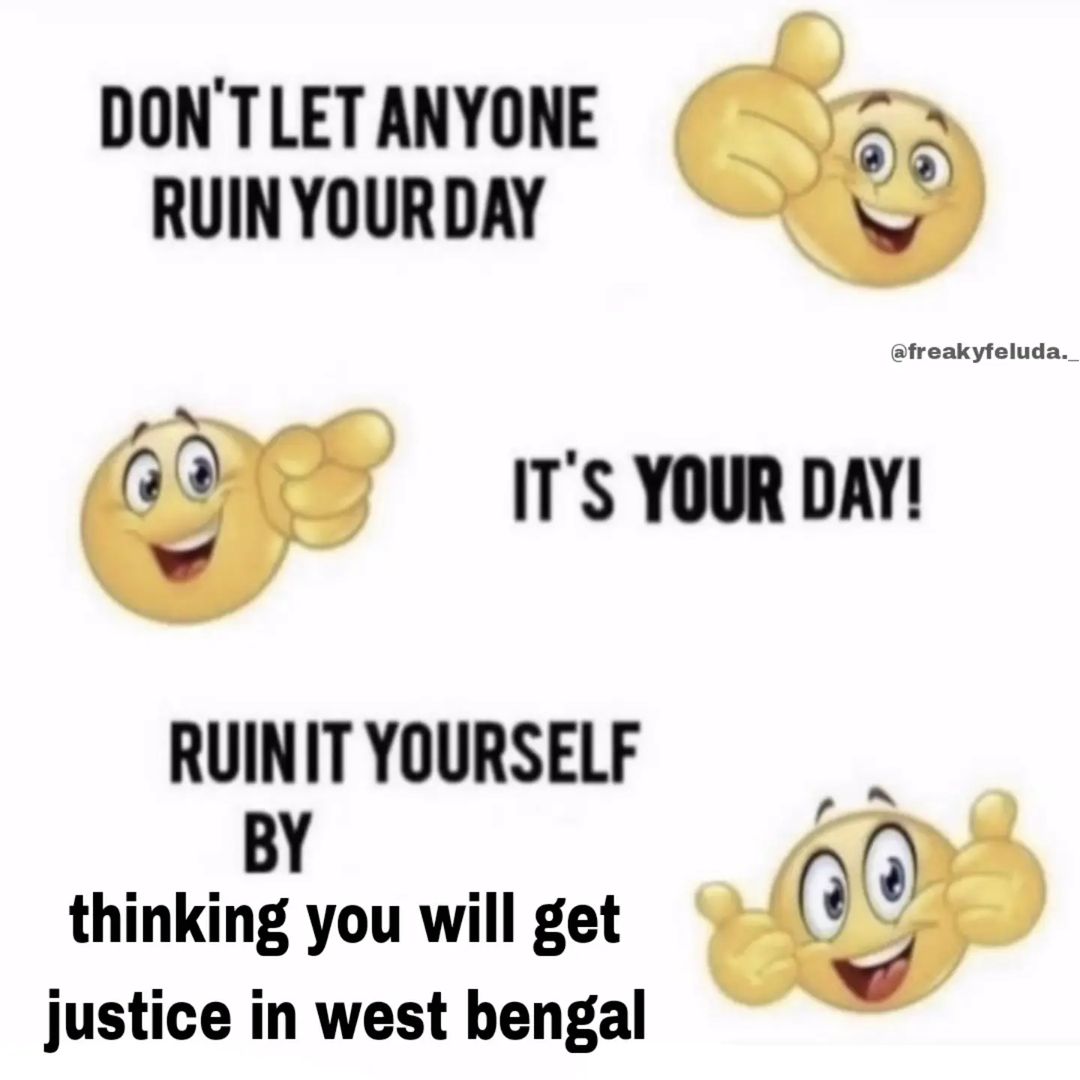 DON'T LET ANYONE
RUIN YOUR DAY
@freakyfeluda._
IT'S YOUR DAY!
RUIN IT YOURSELF
BY
thinking you will get
justice in west bengal